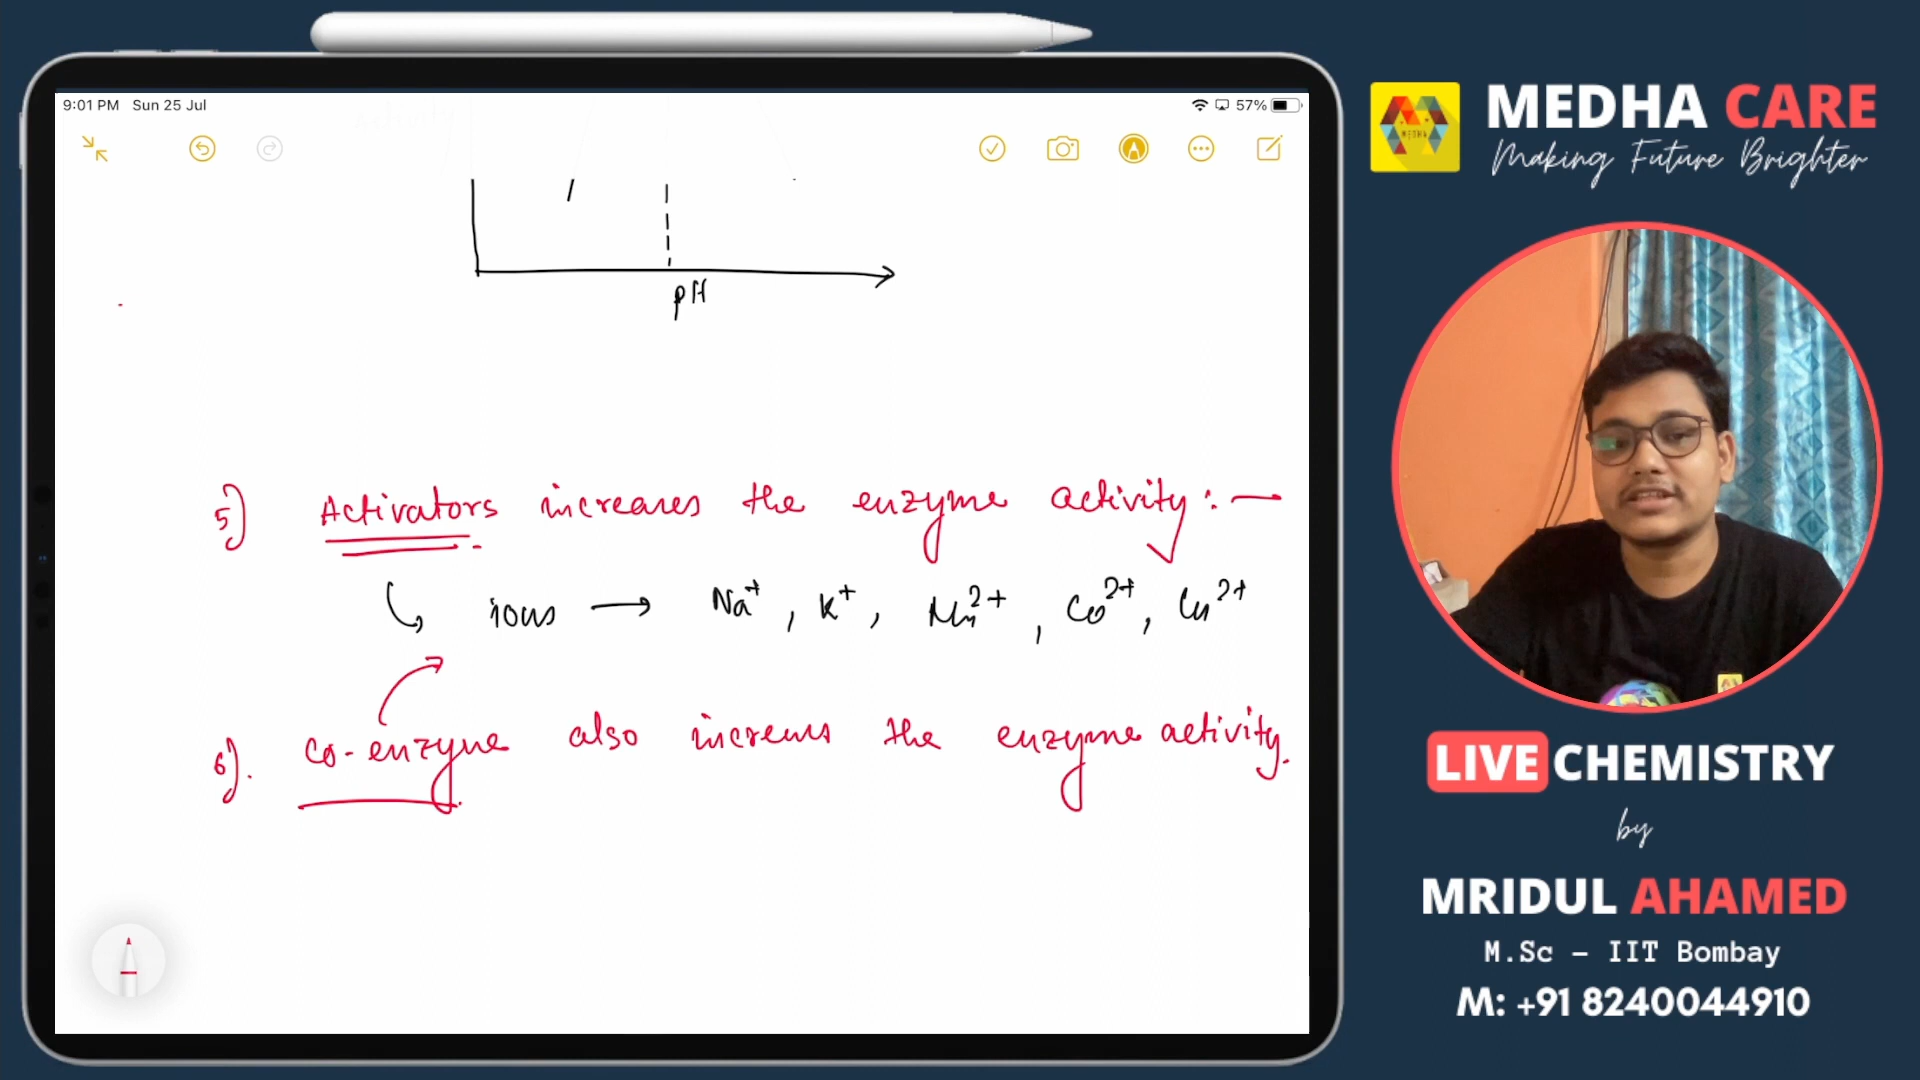 9:01 PM Sun 25 Jul
57%
pH
5) Activators increases the enzyme activity : —
ions → Na⁺ , K⁺ , Mn²⁺ , Co²⁺ , Cu²⁺
6). Co-enzyme also increases the enzyme activity.
MEDHA CARE
Making Future Brighter
MEDHA
LIVE CHEMISTRY
by
MRIDUL AHAMED
M.Sc – IIT Bombay
M: +91 8240044910